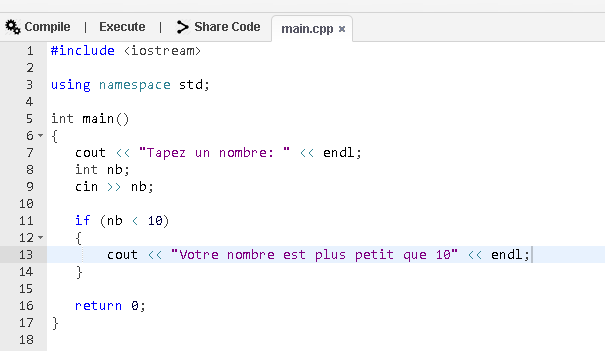 Compile | Execute | Share Code main.cpp ×
1 #include <iostream>
2
3 using namespace std;
4
5 int main()
6 {
7 cout << "Tapez un nombre: " << endl;
8 int nb;
9 cin >> nb;
10
11 if (nb < 10)
12 {
13 cout << "Votre nombre est plus petit que 10" << endl;
14 }
15
16 return 0;
17 }
18